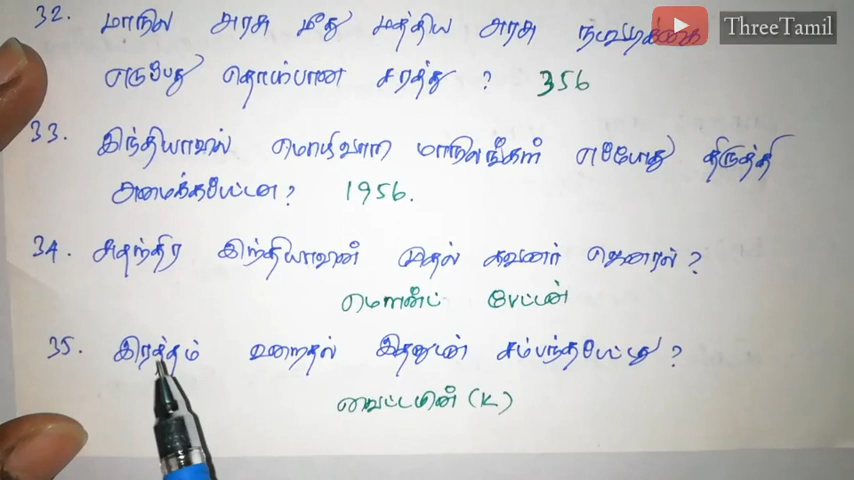 ThreeTamil
32. மாநில அரசு மீது மத்திய அரசு நடவடிக்கை
எடுப்பது தொடர்பான சரத்து ? 356
33. இந்தியாவில் மொழிவாரி மாநிலங்கள் எப்போது திருத்தி
அமைக்கப்பட்டன ? 1956.
34. சுதந்திர இந்தியாவின் முதல் கவர்னர் ஜெனரல் ?
மௌண்ட் பேட்டன்
35. இரத்தம் உறைதல் இதனுடன் சம்பந்தப்பட்டது ?
வைட்டமின் (K)